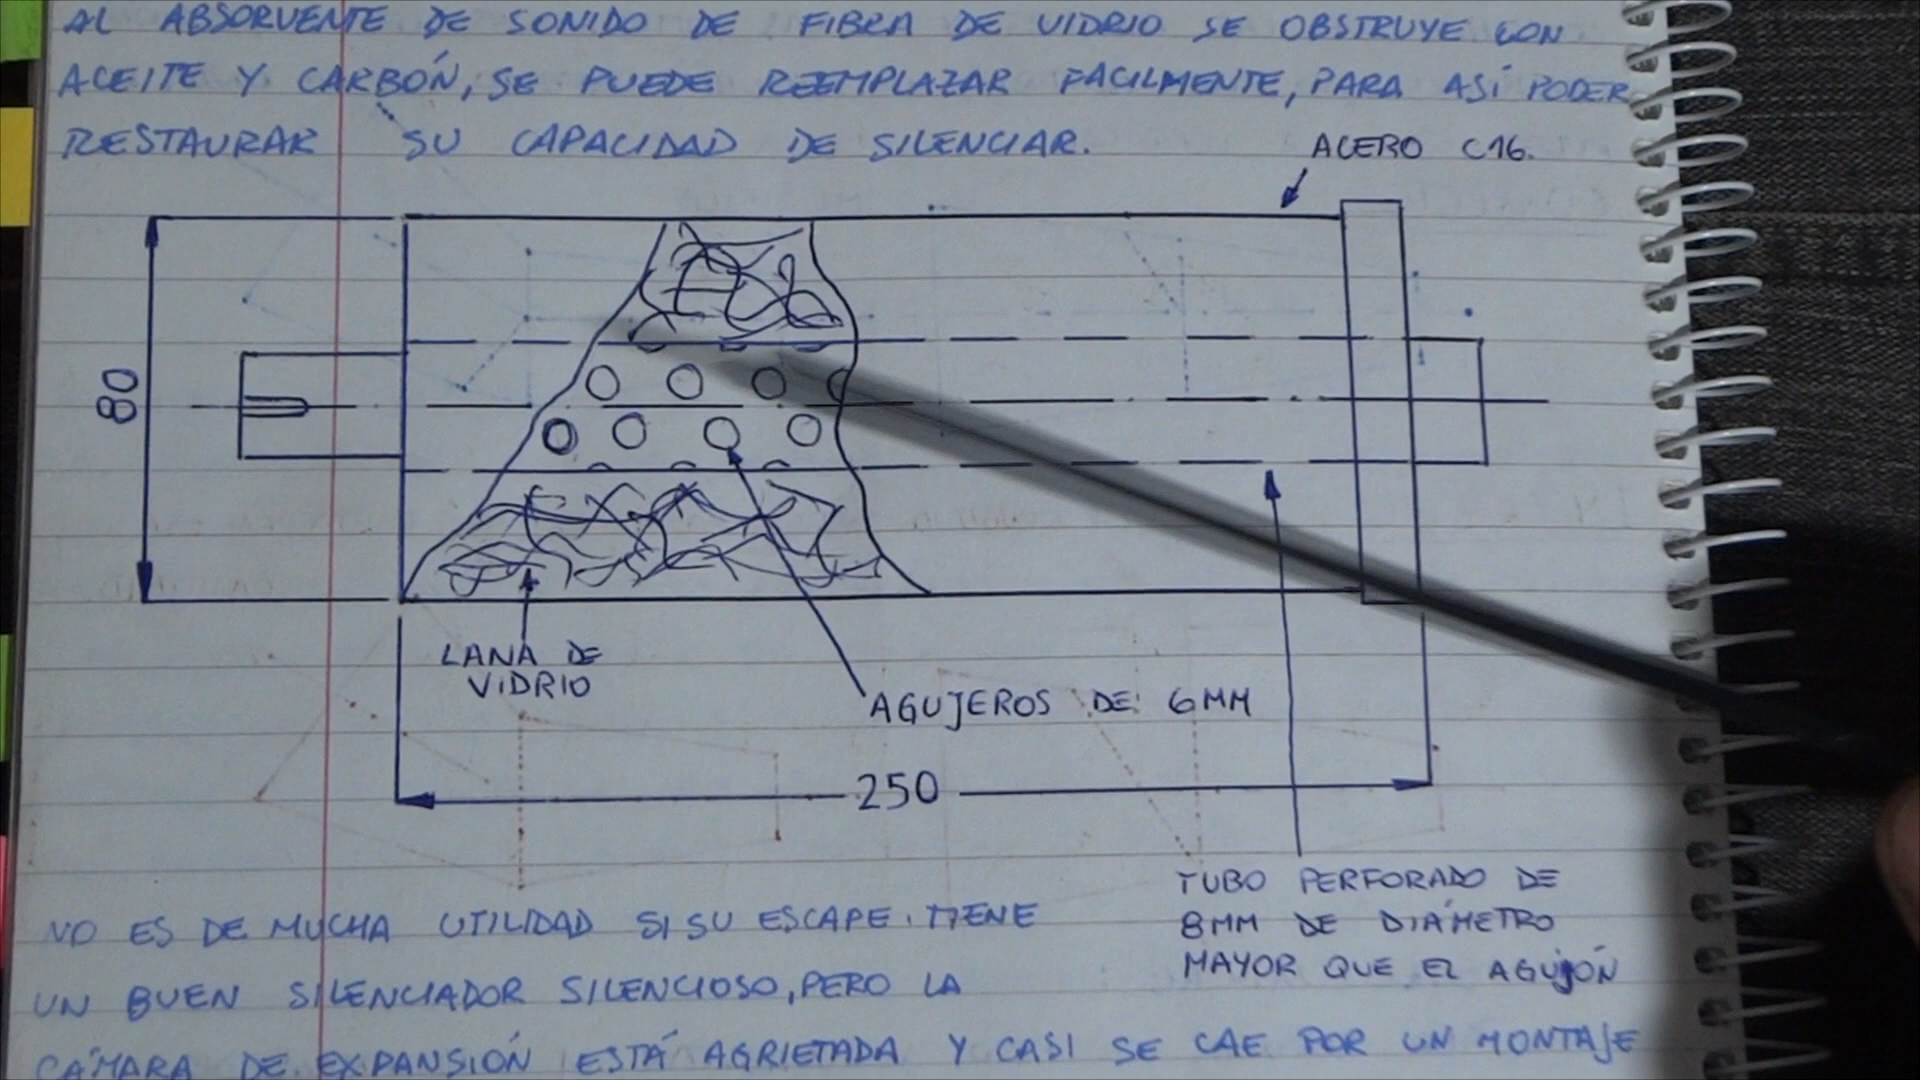 AL ABSORVENTE DE SONIDO DE FIBRA DE VIDRIO SE OBSTRUYE CON
ACEITE Y CARBÓN, SE PUEDE REEMPLAZAR FACILMENTE, PARA ASÍ PODER
RESTAURAR SU CAPACIDAD DE SILENCIAR.
ACERO C16.
80
LANA DE
VIDRIO
AGUJEROS DE 6MM
250
TUBO PERFORADO DE
8MM DE DIÁMETRO
MAYOR QUE EL AGUJÓN
NO ES DE MUCHA UTILIDAD SI SU ESCAPE TIENE
UN BUEN SILENCIADOR SILENCIOSO, PERO LA
CÁMARA DE EXPANSIÓN ESTÁ AGRIETADA Y CASI SE CAE POR UN MONTAJE